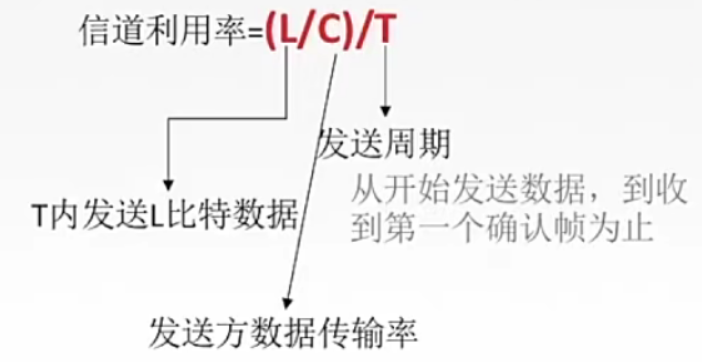 信道利用率=(L/C)/T
发送周期
从开始发送数据，到收
到第一个确认帧为止
T内发送L比特数据
发送方数据传输率